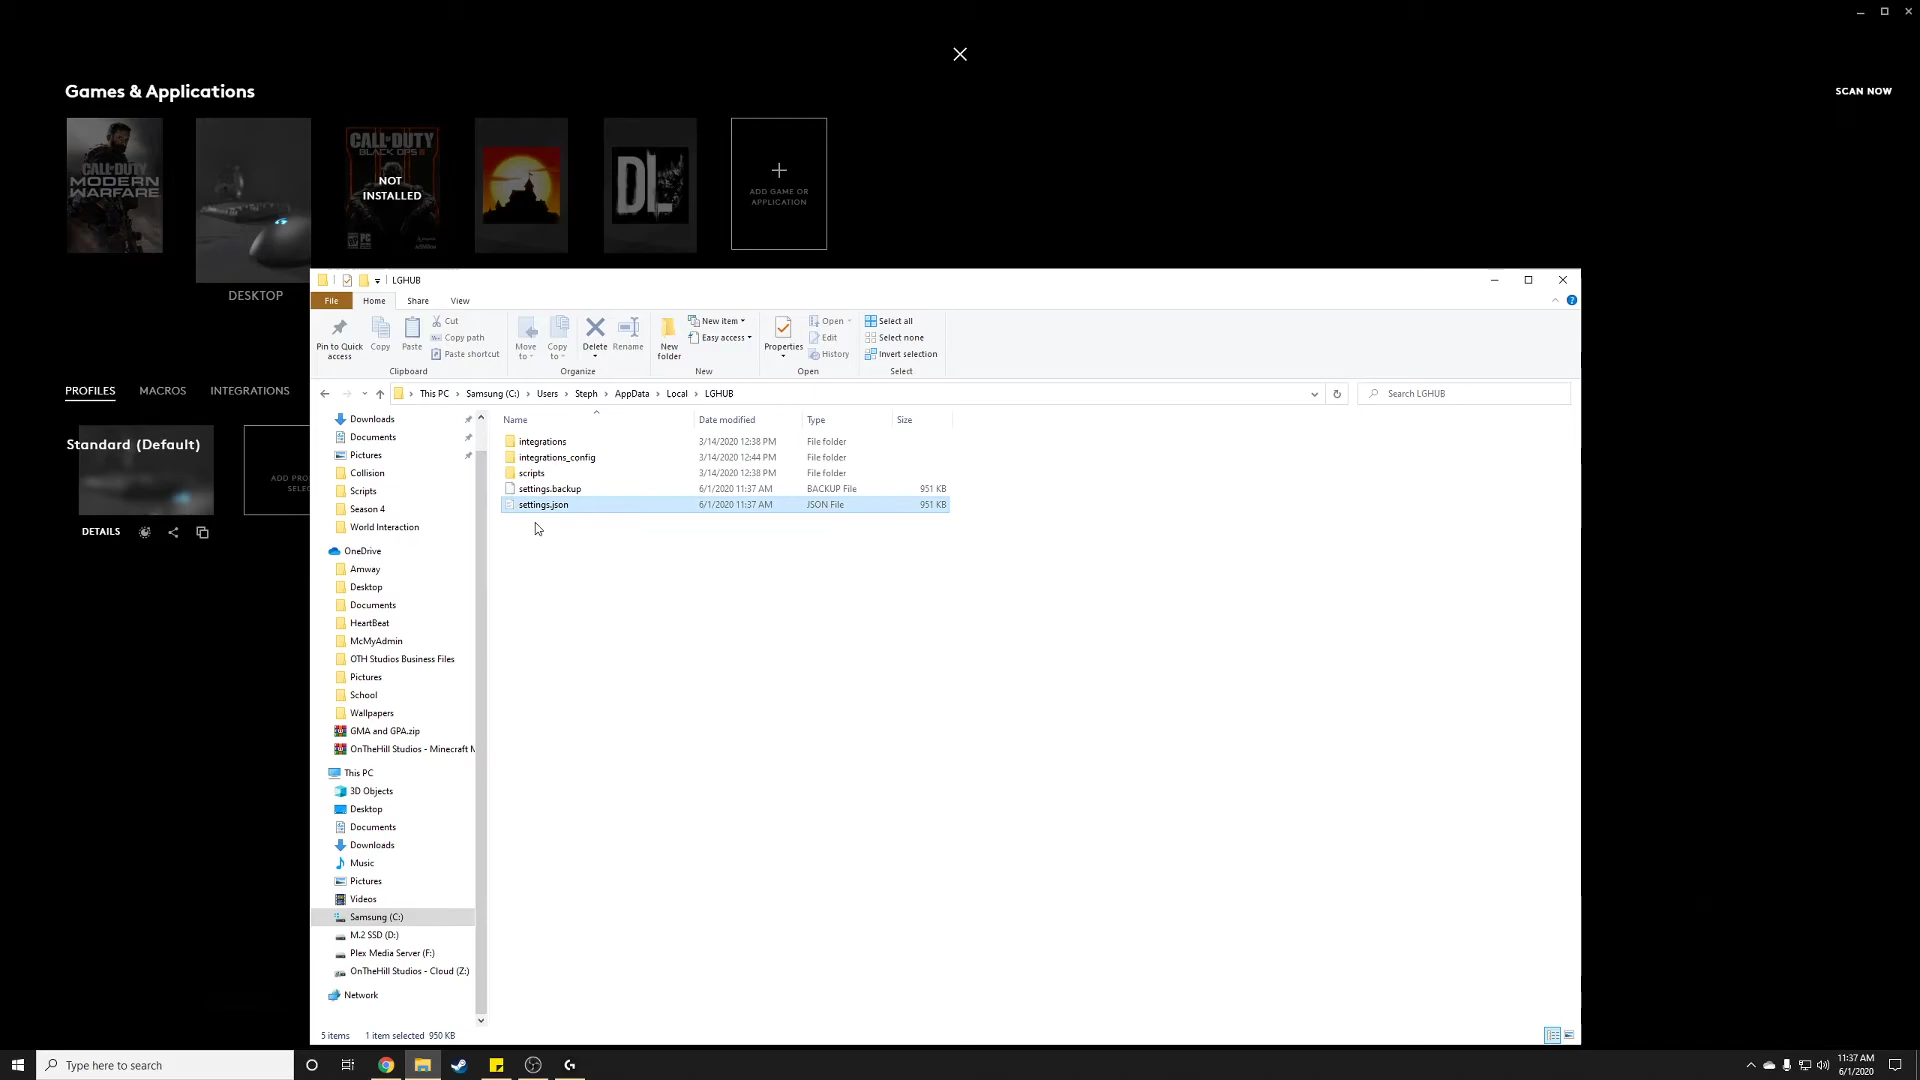 Games & Applications
SCAN NOW
CALL·DUTY
MODERN
WARFARE
CALL·DUTY
BLACK OPS
NOT
INSTALLED
DL
ADD GAME OR
APPLICATION
DESKTOP
PROFILES MACROS INTEGRATIONS
Standard (Default)
DETAILS
LGHUB
File Home Share View
Pin to Quick
access
Copy
Paste
Cut
Copy path
Paste shortcut
Clipboard
Move
to
Copy
to
Delete
Rename
Organize
New
folder
New item
Easy access
New
Properties
Open
Edit
History
Open
Select all
Select none
Invert selection
Select
This PC › Samsung (C:) › Users › Steph › AppData › Local › LGHUB
Search LGHUB
Downloads
Documents
Pictures
Collision
Scripts
Season 4
World Interaction
OneDrive
Amway
Desktop
Documents
HeartBeat
McMyAdmin
OTH Studios Business Files
Pictures
School
Wallpapers
GMA and GPA.zip
OnTheHill Studios - Minecraft
This PC
3D Objects
Desktop
Documents
Downloads
Music
Pictures
Videos
Samsung (C:)
M.2 SSD (D:)
Plex Media Server (F:)
OnTheHill Studios - Cloud (Z:)
Network
Name Date modified Type Size
integrations 3/14/2020 12:38 PM File folder
integrations_config 3/14/2020 12:44 PM File folder
scripts 3/14/2020 12:38 PM File folder
settings.backup 6/1/2020 11:37 AM BACKUP File 951 KB
settings.json 6/1/2020 11:37 AM JSON File 951 KB
5 items 1 item selected 950 KB
Type here to search
11:37 AM
6/1/2020